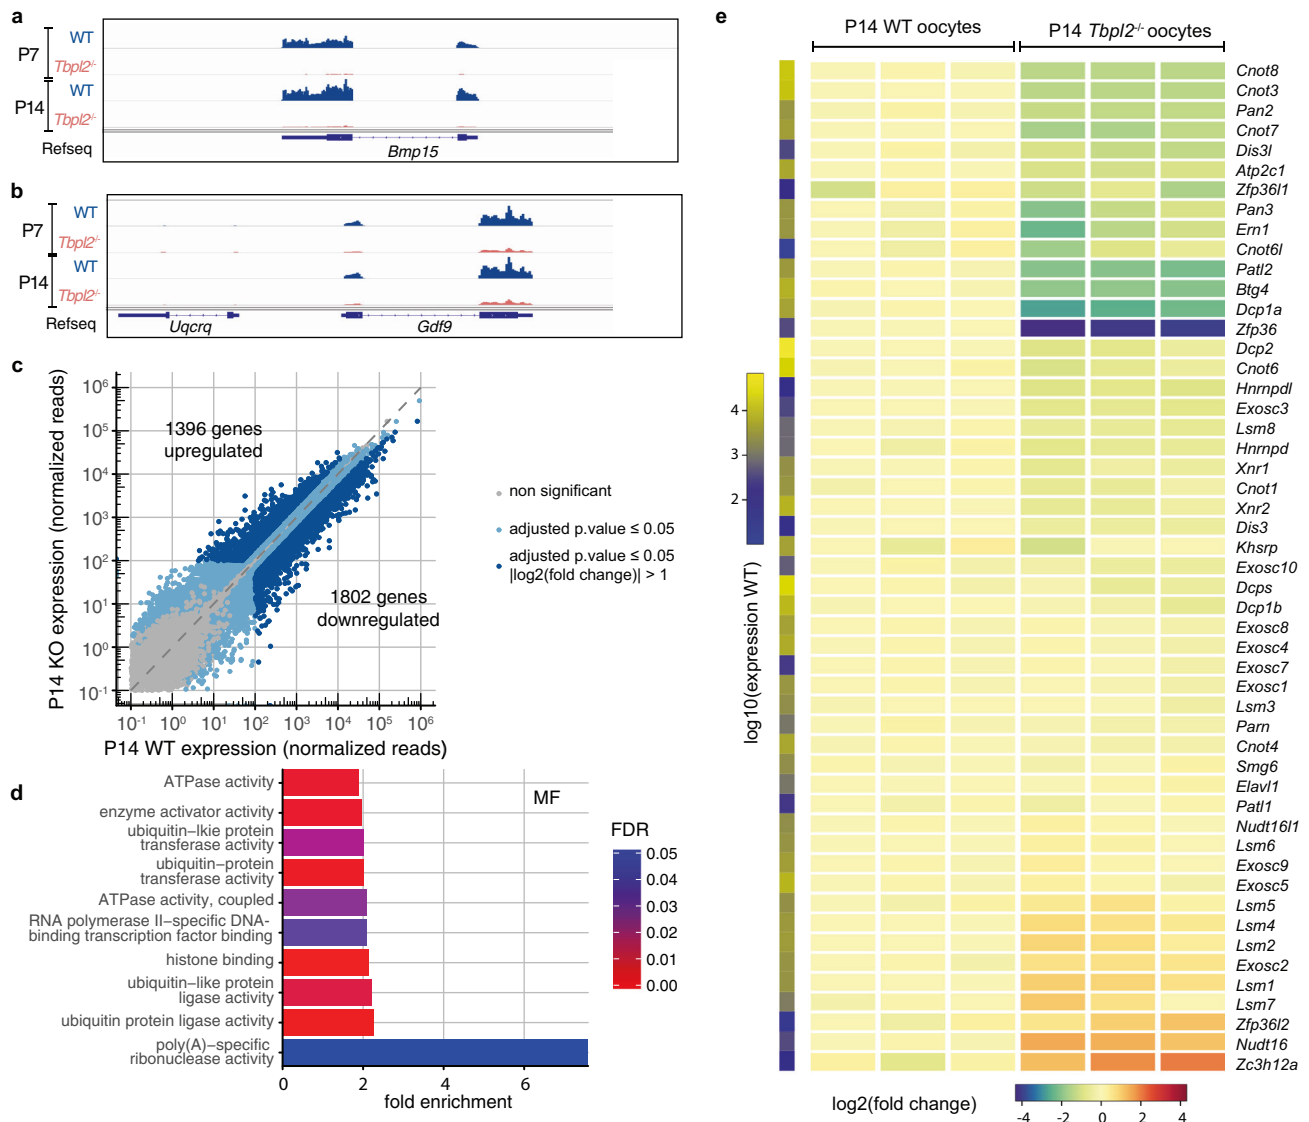 a
P7
WT
Tbpl2-/-
P14
WT
Tbpl2-/-
Refseq
Bmp15
b
P7
WT
Tbpl2-/-
P14
WT
Tbpl2-/-
Refseq
Uqcrq
Gdf9
c
P14 KO expression (normalized reads)
10^6
10^5
10^4
10^3
10^2
10^1
10^0
10^-1
1396 genes
upregulated
1802 genes
downregulated
10^-1 10^0 10^1 10^2 10^3 10^4 10^5 10^6
P14 WT expression (normalized reads)
non significant
adjusted p.value ≤ 0.05
adjusted p.value ≤ 0.05
|log2(fold change)| > 1
d
MF
ATPase activity
enzyme activator activity
ubiquitin−lkie protein
transferase activity
ubiquitin−protein
transferase activity
ATPase activity, coupled
RNA polymerase II−specific DNA-
binding transcription factor binding
histone binding
ubiquitin−like protein
ligase activity
ubiquitin protein ligase activity
poly(A)−specific
ribonuclease activity
0 2 4 6
fold enrichment
FDR
0.05
0.04
0.03
0.02
0.01
0.00
e
P14 WT oocytes
P14 Tbpl2-/- oocytes
log10(expression WT)
4
3
2
Cnot8
Cnot3
Pan2
Cnot7
Dis3l
Atp2c1
Zfp36l1
Pan3
Ern1
Cnot6l
Patl2
Btg4
Dcp1a
Zfp36
Dcp2
Cnot6
Hnrnpdl
Exosc3
Lsm8
Hnrnpd
Xnr1
Cnot1
Xnr2
Dis3
Khsrp
Exosc10
Dcps
Dcp1b
Exosc8
Exosc4
Exosc7
Exosc1
Lsm3
Parn
Cnot4
Smg6
Elavl1
Patl1
Nudt16l1
Lsm6
Exosc9
Exosc5
Lsm5
Lsm4
Lsm2
Exosc2
Lsm1
Lsm7
Zfp36l2
Nudt16
Zc3h12a
log2(fold change)
-4 -2 0 2 4